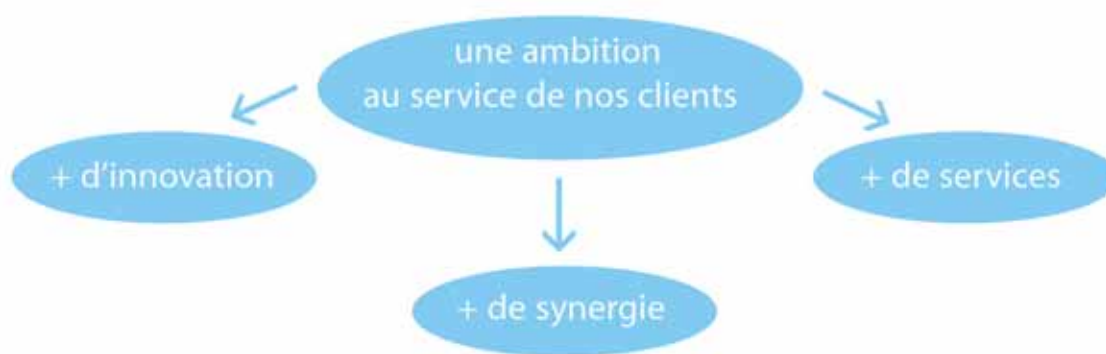 une ambition
au service de nos clients
+ d'innovation
+ de services
+ de synergie